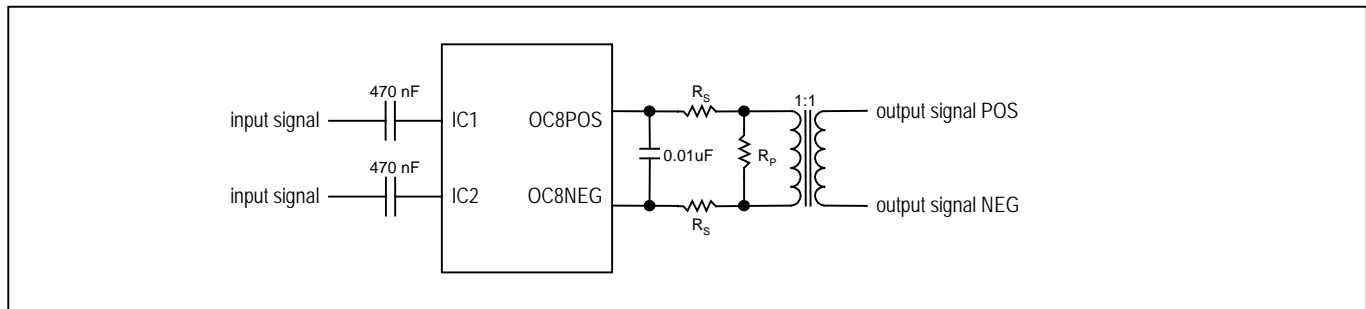 470 nF
input signal
IC1
OC8POS
R_S
1:1
output signal POS
0.01uF
R_P
470 nF
input signal
IC2
OC8NEG
R_S
output signal NEG